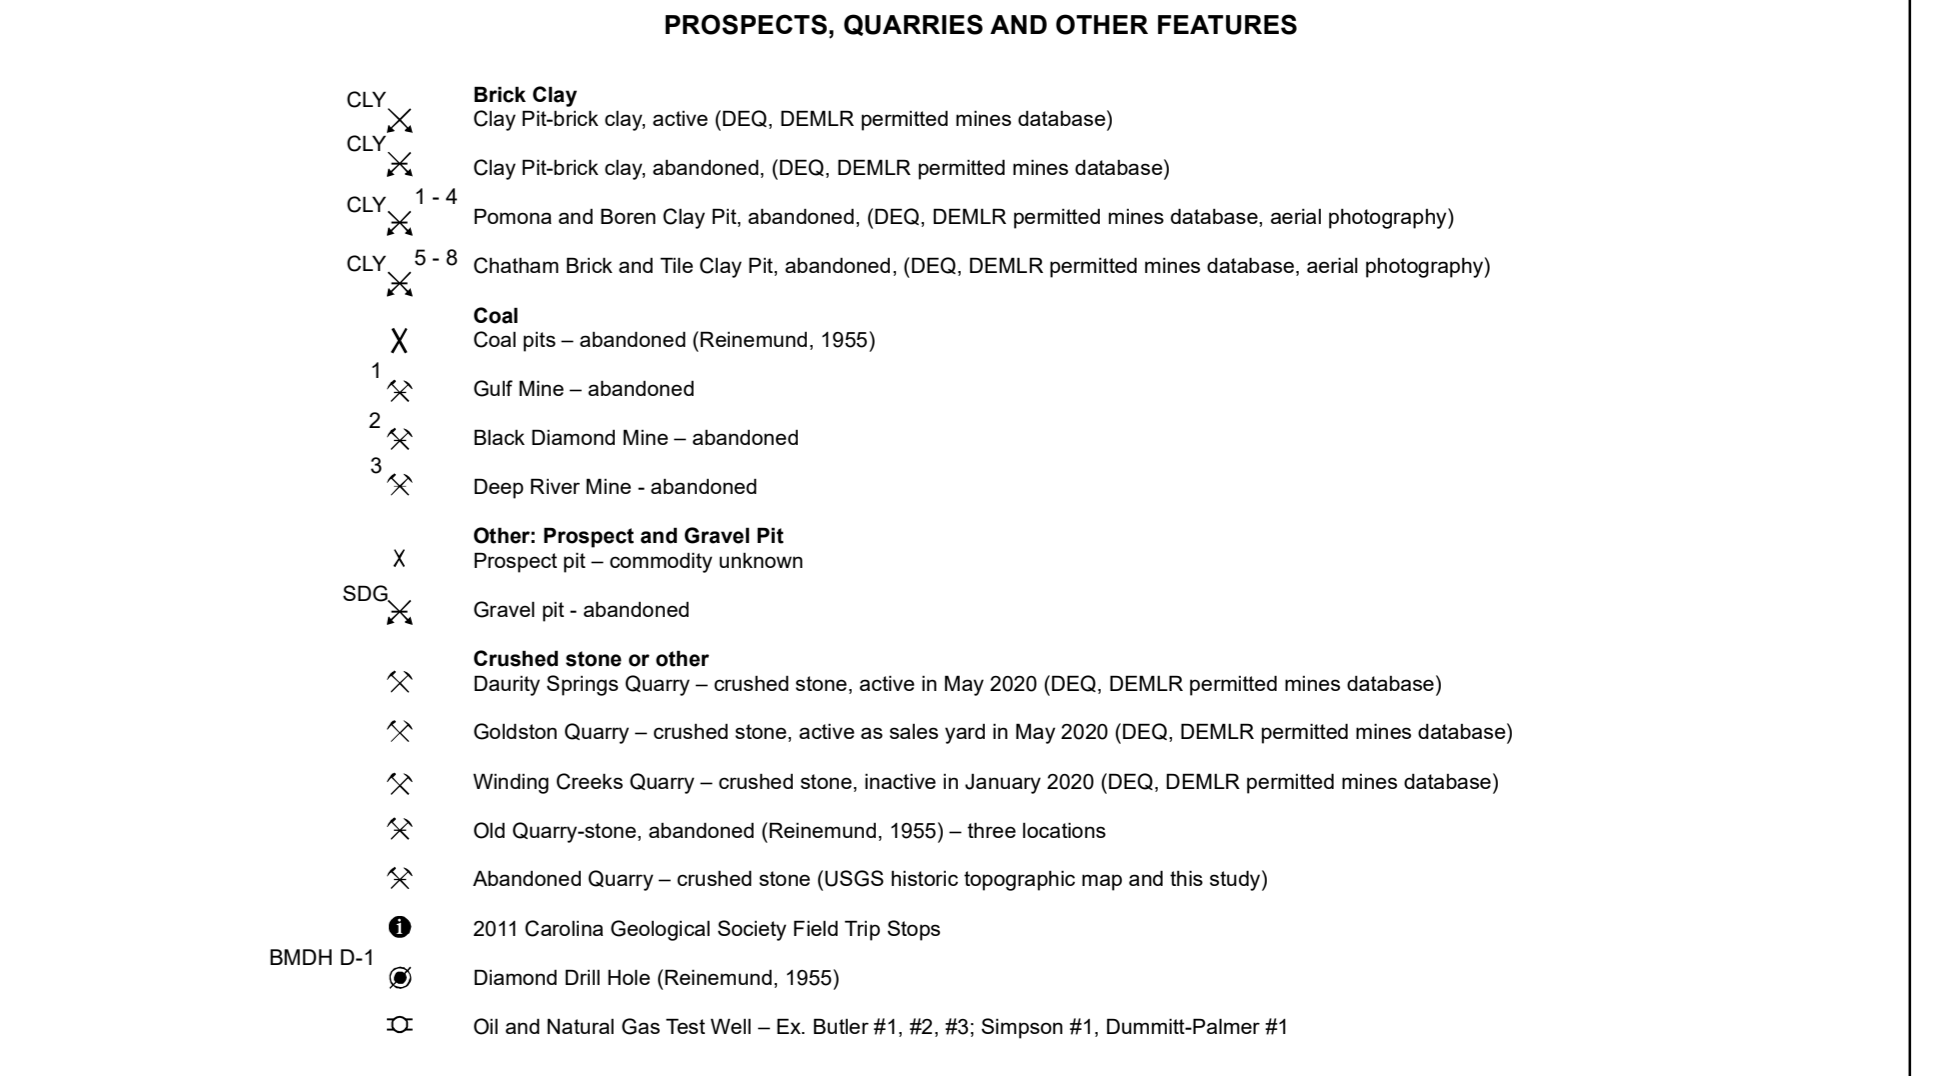 PROSPECTS, QUARRIES AND OTHER FEATURES
Brick Clay
CLY Clay Pit-brick clay, active (DEQ, DEMLR permitted mines database)
CLY Clay Pit-brick clay, abandoned, (DEQ, DEMLR permitted mines database)
CLY 1 - 4 Pomona and Boren Clay Pit, abandoned, (DEQ, DEMLR permitted mines database, aerial photography)
CLY 5 - 8 Chatham Brick and Tile Clay Pit, abandoned, (DEQ, DEMLR permitted mines database, aerial photography)
Coal
Coal pits – abandoned (Reinemund, 1955)
1 Gulf Mine – abandoned
2 Black Diamond Mine – abandoned
3 Deep River Mine - abandoned
Other: Prospect and Gravel Pit
Prospect pit – commodity unknown
SDG Gravel pit - abandoned
Crushed stone or other
Daurity Springs Quarry – crushed stone, active in May 2020 (DEQ, DEMLR permitted mines database)
Goldston Quarry – crushed stone, active as sales yard in May 2020 (DEQ, DEMLR permitted mines database)
Winding Creeks Quarry – crushed stone, inactive in January 2020 (DEQ, DEMLR permitted mines database)
Old Quarry-stone, abandoned (Reinemund, 1955) – three locations
Abandoned Quarry – crushed stone (USGS historic topographic map and this study)
2011 Carolina Geological Society Field Trip Stops
BMDH D-1 Diamond Drill Hole (Reinemund, 1955)
Oil and Natural Gas Test Well – Ex. Butler #1, #2, #3; Simpson #1, Dummitt-Palmer #1